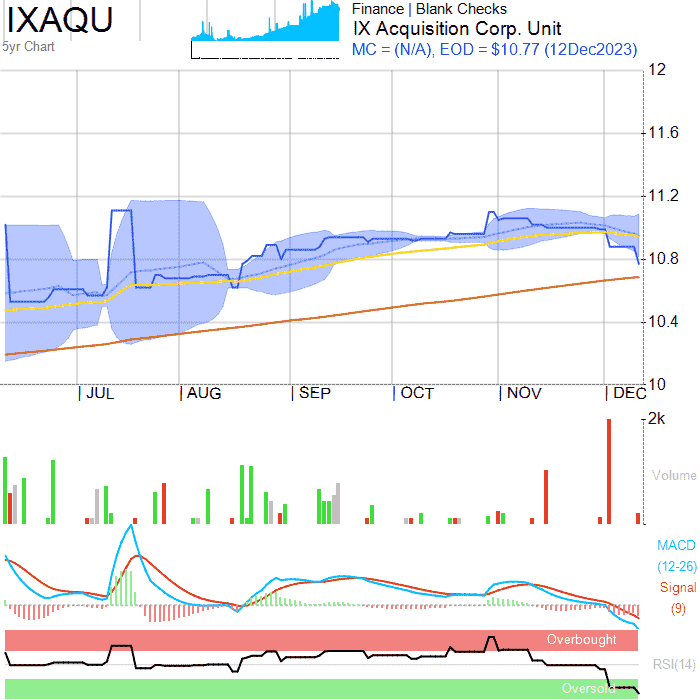 IXAQU
5yr Chart
Finance | Blank Checks
IX Acquisition Corp. Unit
MC = (N/A), EOD = $10.77 (12Dec2023)
12
11.6
11.2
10.8
10.4
10
JUL
AUG
SEP
OCT
NOV
DEC
2k
Volume
MACD
(12-26)
Signal
(9)
Overbought
RSI(14)
Oversold